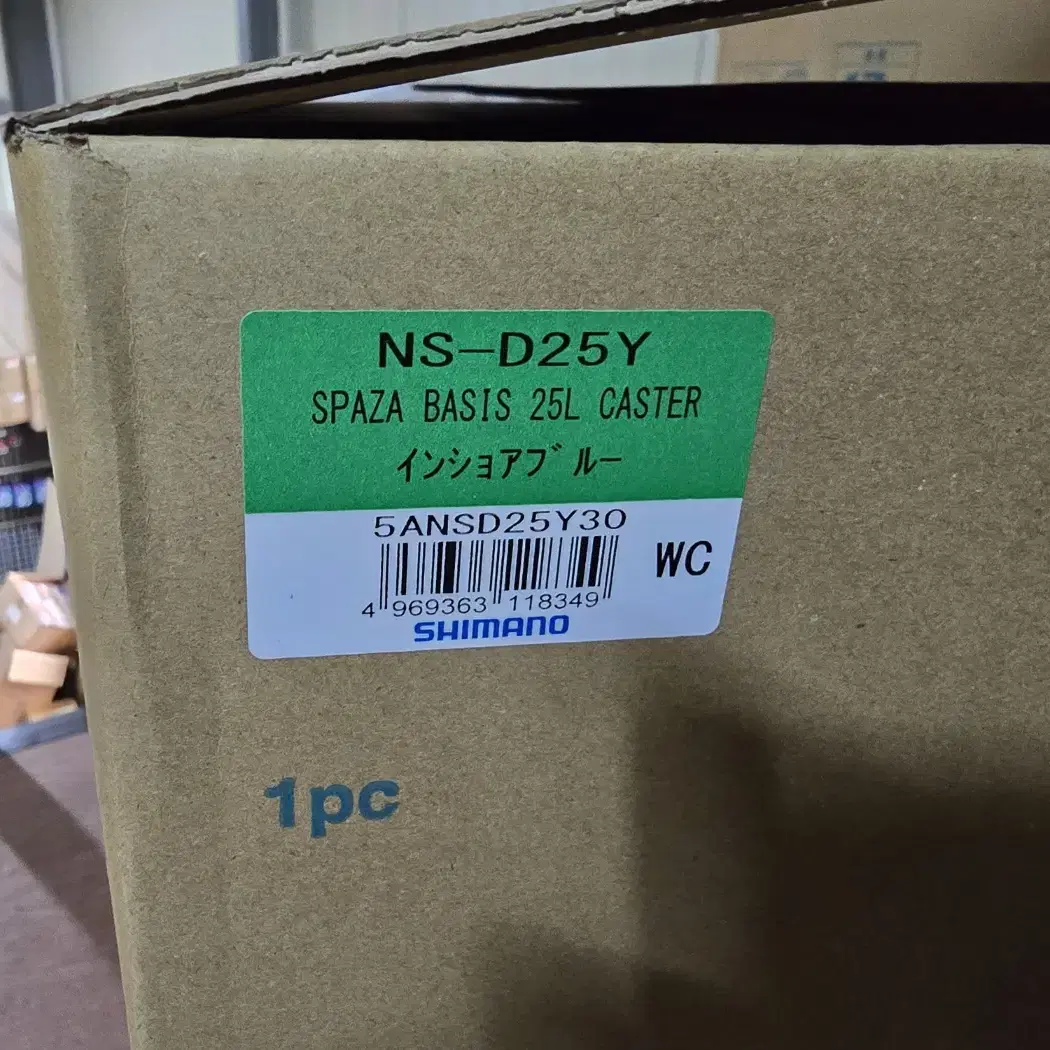 NS-D25Y
SPAZA BASIS 25L CASTER
インショアブルー
5ANSD25Y30
WC
4 969363 118349
SHIMANO
1pc